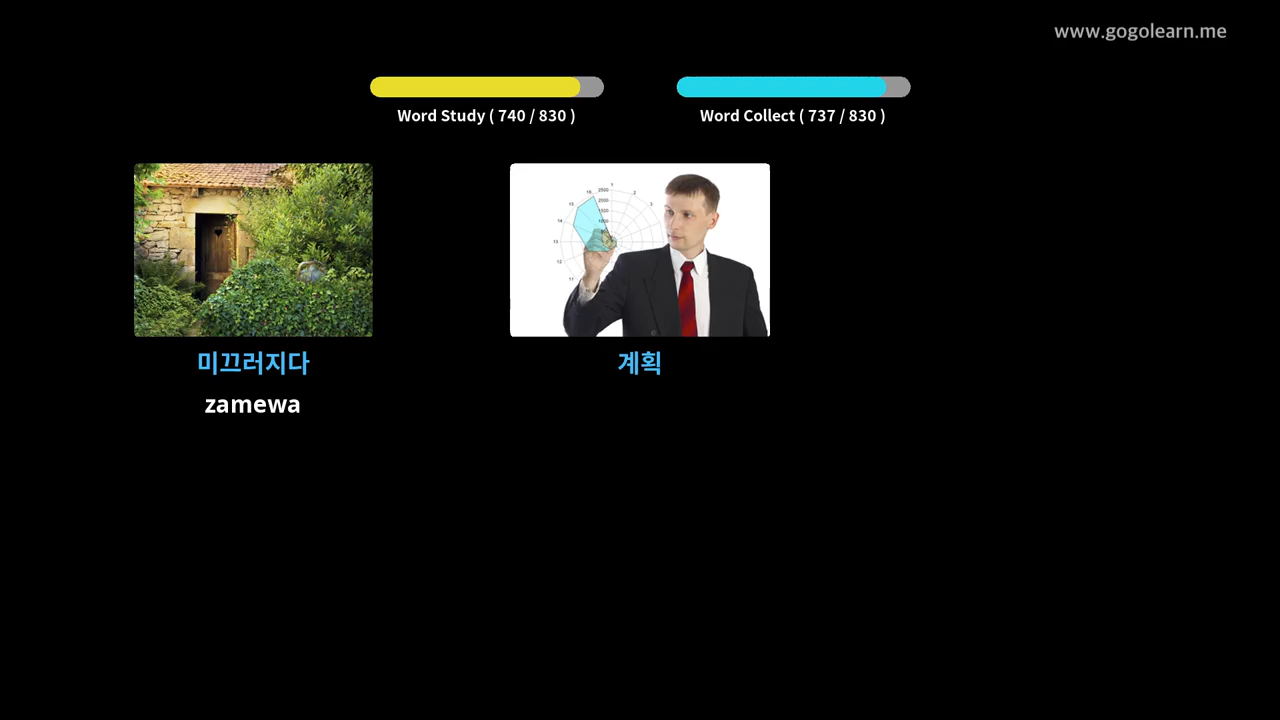 www.gogolearn.me
Word Study ( 740 / 830 )
Word Collect ( 737 / 830 )
미끄러지다
계획
zamewa